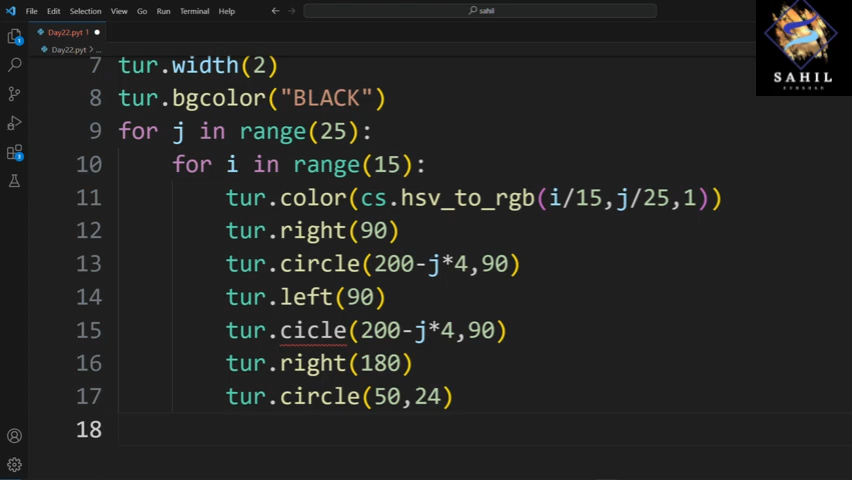 File Edit Selection View Go Run Terminal Help
sahil
Day22.pyt
Day22.pyt > ...
SAHIL
7 tur.width(2)
8 tur.bgcolor("BLACK")
9 for j in range(25):
10 for i in range(15):
11 tur.color(cs.hsv_to_rgb(i/15,j/25,1))
12 tur.right(90)
13 tur.circle(200-j*4,90)
14 tur.left(90)
15 tur.cicle(200-j*4,90)
16 tur.right(180)
17 tur.circle(50,24)
18